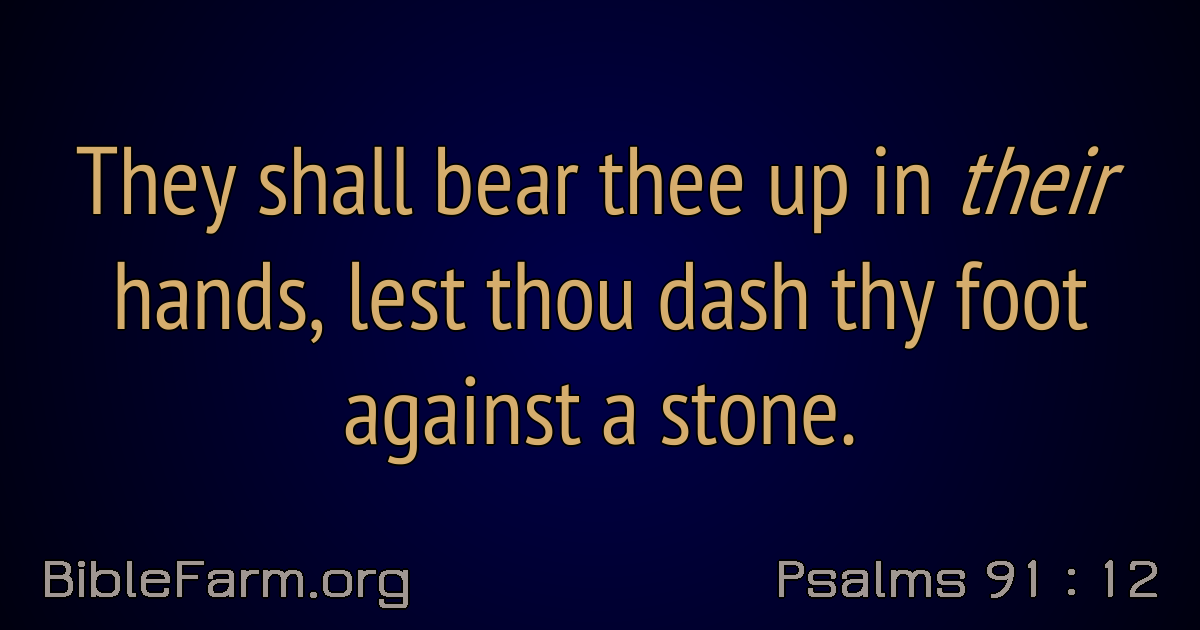 They shall bear thee up in their
hands, lest thou dash thy foot
against a stone.
BibleFarm.org
Psalms 91 : 12